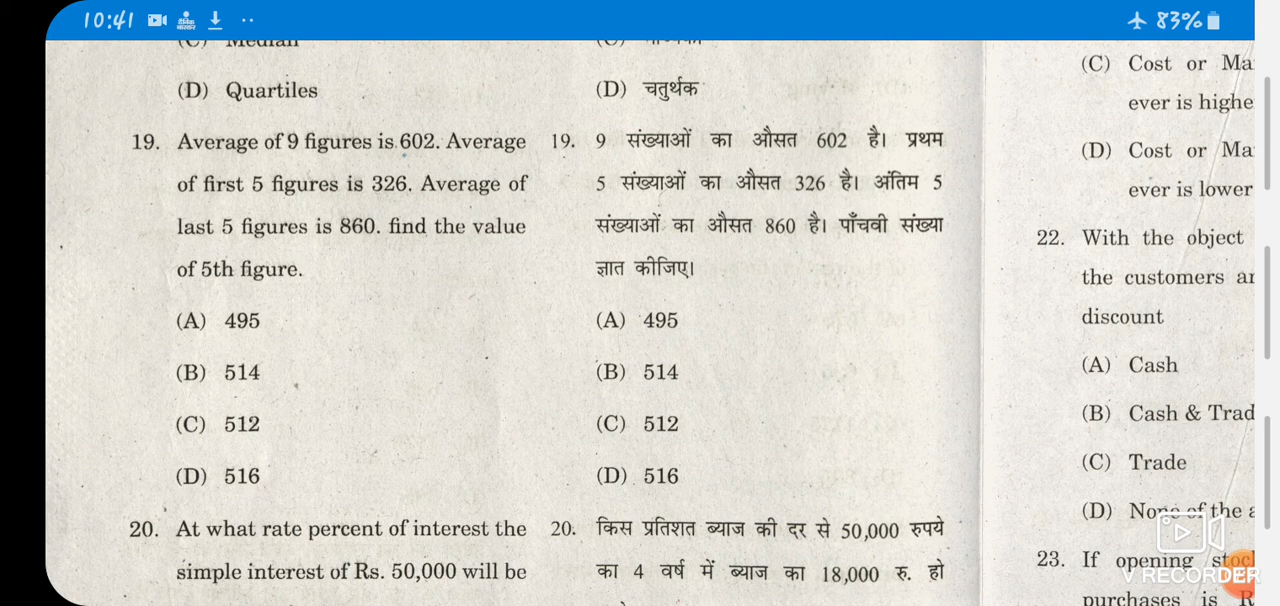 10:41
83%
(C) Median
(D) Quartiles
19. Average of 9 figures is 602. Average
of first 5 figures is 326. Average of
last 5 figures is 860. find the value
of 5th figure.
(A) 495
(B) 514
(C) 512
(D) 516
20. At what rate percent of interest the
simple interest of Rs. 50,000 will be
(D) चतुर्थक
19. 9 संख्याओं का औसत 602 है। प्रथम
5 संख्याओं का औसत 326 है। अंतिम 5
संख्याओं का औसत 860 है। पाँचवी संख्या
ज्ञात कीजिए।
(A) 495
(B) 514
(C) 512
(D) 516
20. किस प्रतिशत ब्याज की दर से 50,000 रुपये
का 4 वर्ष में ब्याज का 18,000 रु. हो
(C) Cost or Ma
ever is highe
(D) Cost or Ma
ever is lower
22. With the object
the customers ar
discount
(A) Cash
(B) Cash & Trad
(C) Trade
(D) None of the a
23. If opening stoc
purchases is R
V RECORDER